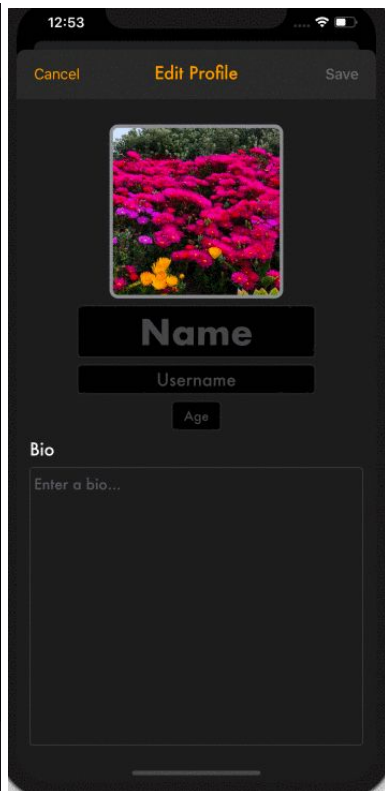 12:53
Cancel Edit Profile Save
Name
Username
Age
Bio
Enter a bio...